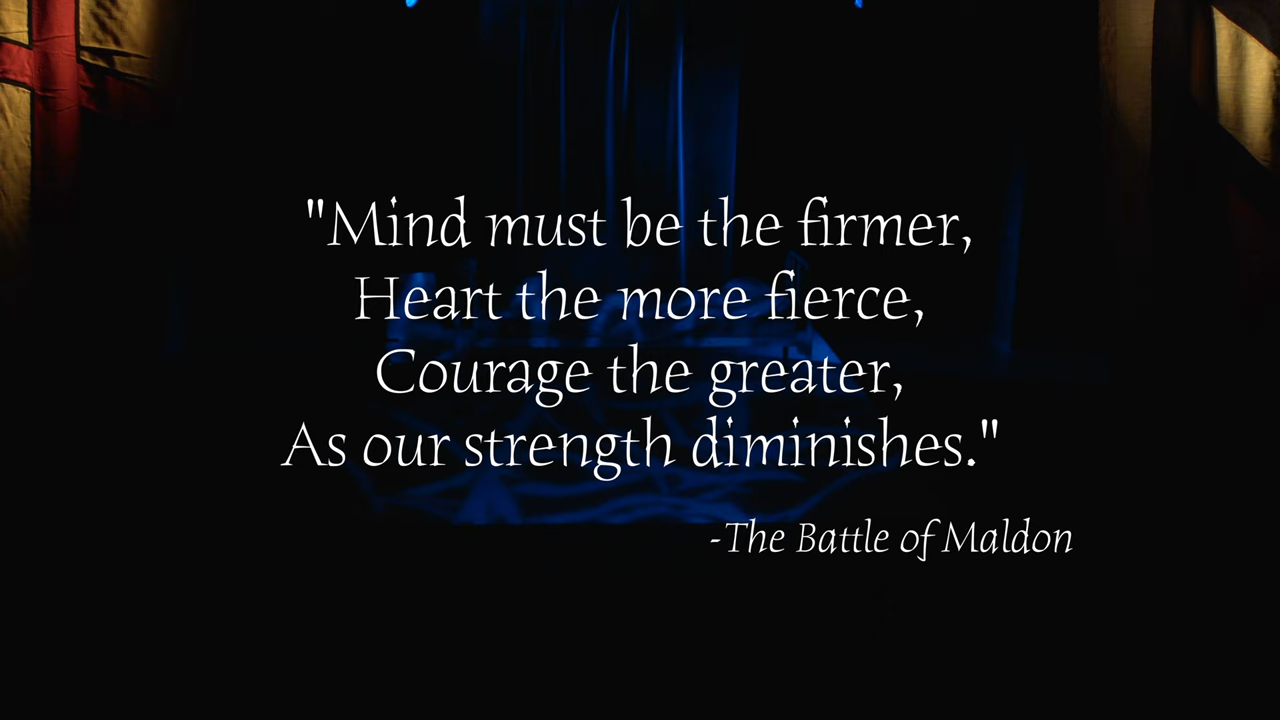 "Mind must be the firmer,
Heart the more fierce,
Courage the greater,
As our strength diminishes."
-The Battle of Maldon